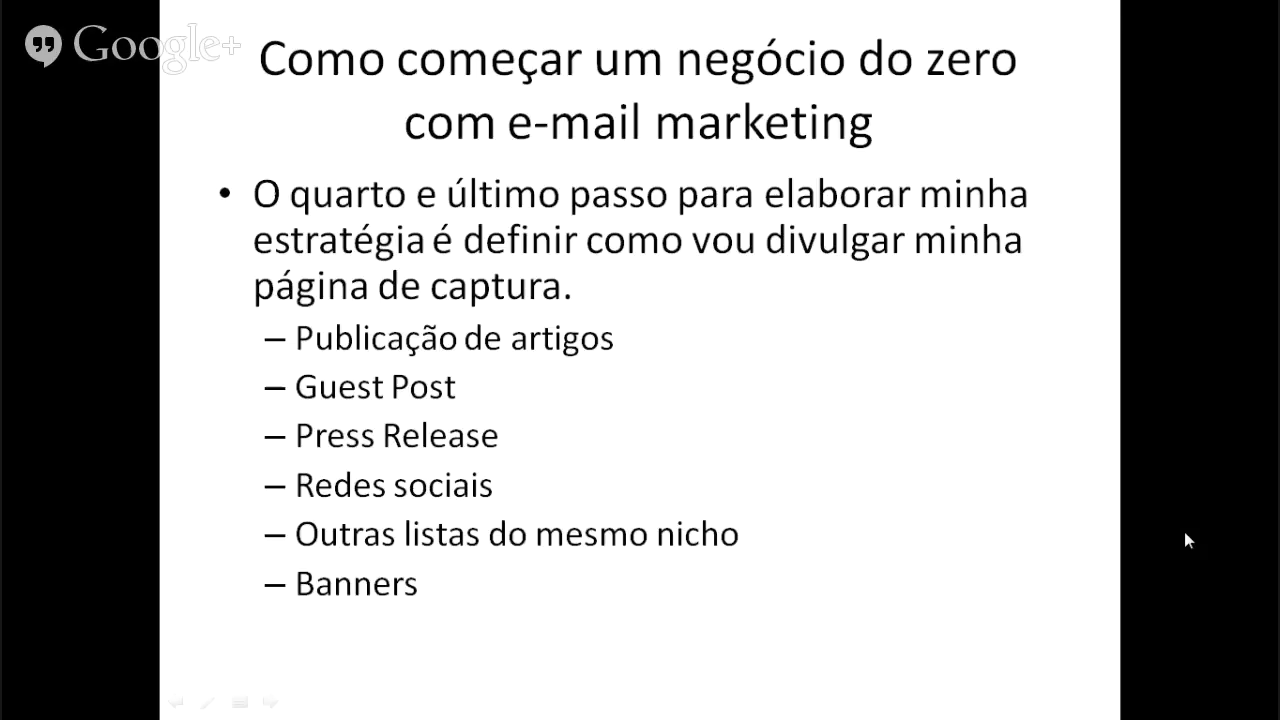 Google+
Como começar um negócio do zero
com e-mail marketing
• O quarto e último passo para elaborar minha
estratégia é definir como vou divulgar minha
página de captura.
– Publicação de artigos
– Guest Post
– Press Release
– Redes sociais
– Outras listas do mesmo nicho
– Banners